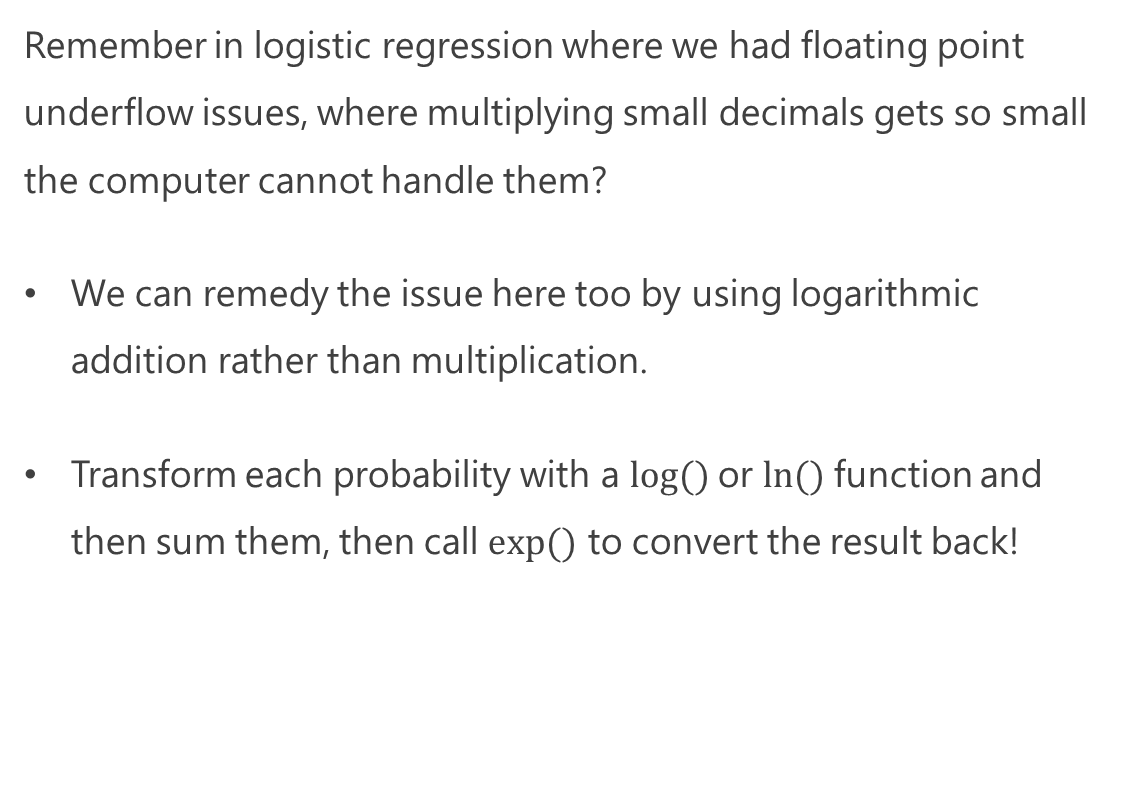 Remember in logistic regression where we had floating point
underflow issues, where multiplying small decimals gets so small
the computer cannot handle them?
• We can remedy the issue here too by using logarithmic
addition rather than multiplication.
• Transform each probability with a log() or ln() function and
then sum them, then call exp() to convert the result back!